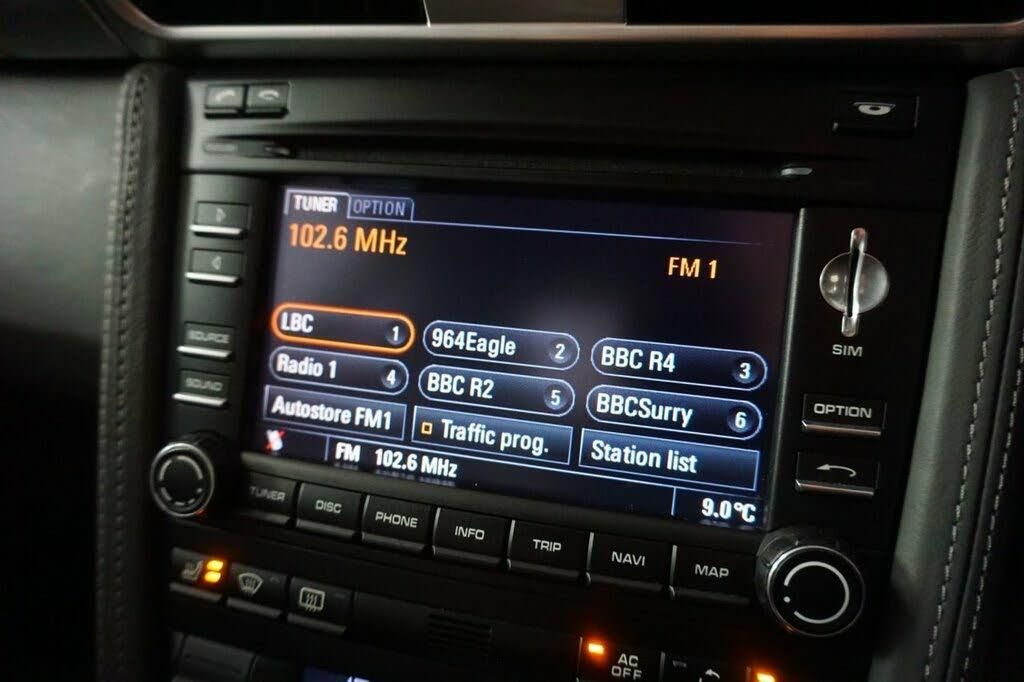 TUNER OPTION
102.6 MHz
FM 1
LBC 1
964Eagle 2
BBC R4 3
Radio 1 4
BBC R2 5
BBCSurry 6
Autostore FM1
Traffic prog.
Station list
FM 102.6 MHz
9.0°C
SOURCE
SOUND
SIM
OPTION
TUNER
DISC
PHONE
INFO
TRIP
NAVI
MAP
AC
OFF